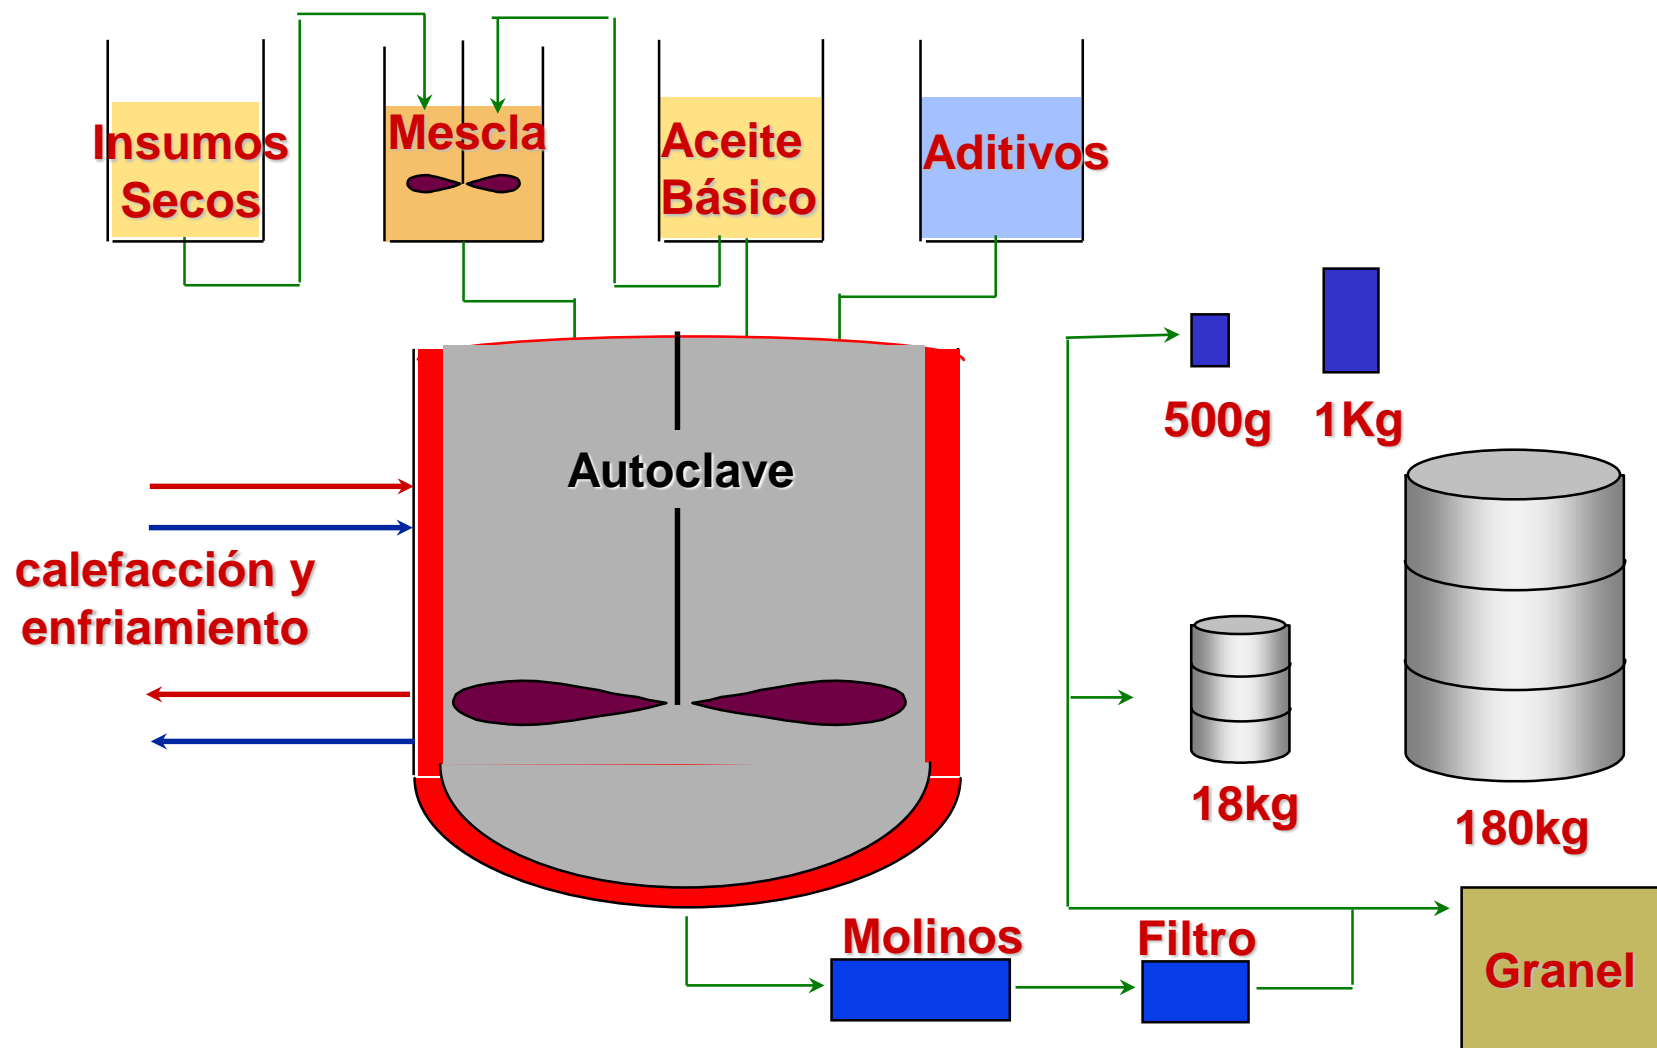 Insumos
Secos
Mescla
Aceite
Básico
Aditivos
500g
1Kg
Autoclave
calefacción y
enfriamiento
18kg
180kg
Molinos
Filtro
Granel